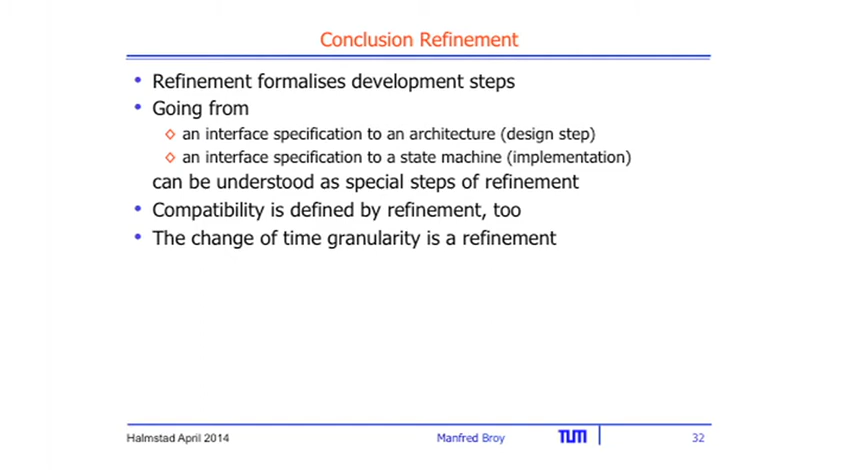 Conclusion Refinement
• Refinement formalises development steps
• Going from
◇ an interface specification to an architecture (design step)
◇ an interface specification to a state machine (implementation)
can be understood as special steps of refinement
• Compatibility is defined by refinement, too
• The change of time granularity is a refinement
Halmstad April 2014 Manfred Broy TUM 32